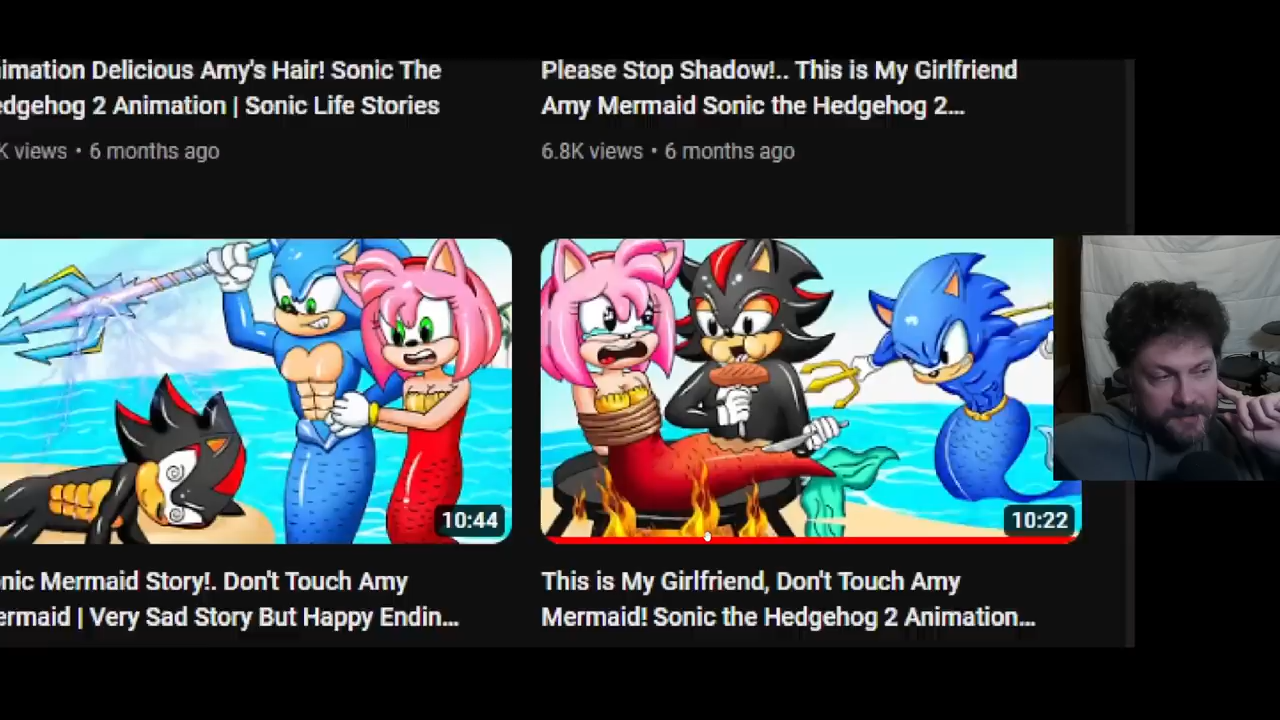 imation Delicious Amy's Hair! Sonic The
edgehog 2 Animation | Sonic Life Stories
K views • 6 months ago
Please Stop Shadow!.. This is My Girlfriend
Amy Mermaid Sonic the Hedgehog 2...
6.8K views • 6 months ago
10:44
nic Mermaid Story!. Don't Touch Amy
ermaid | Very Sad Story But Happy Endin...
10:22
This is My Girlfriend, Don't Touch Amy
Mermaid! Sonic the Hedgehog 2 Animation...